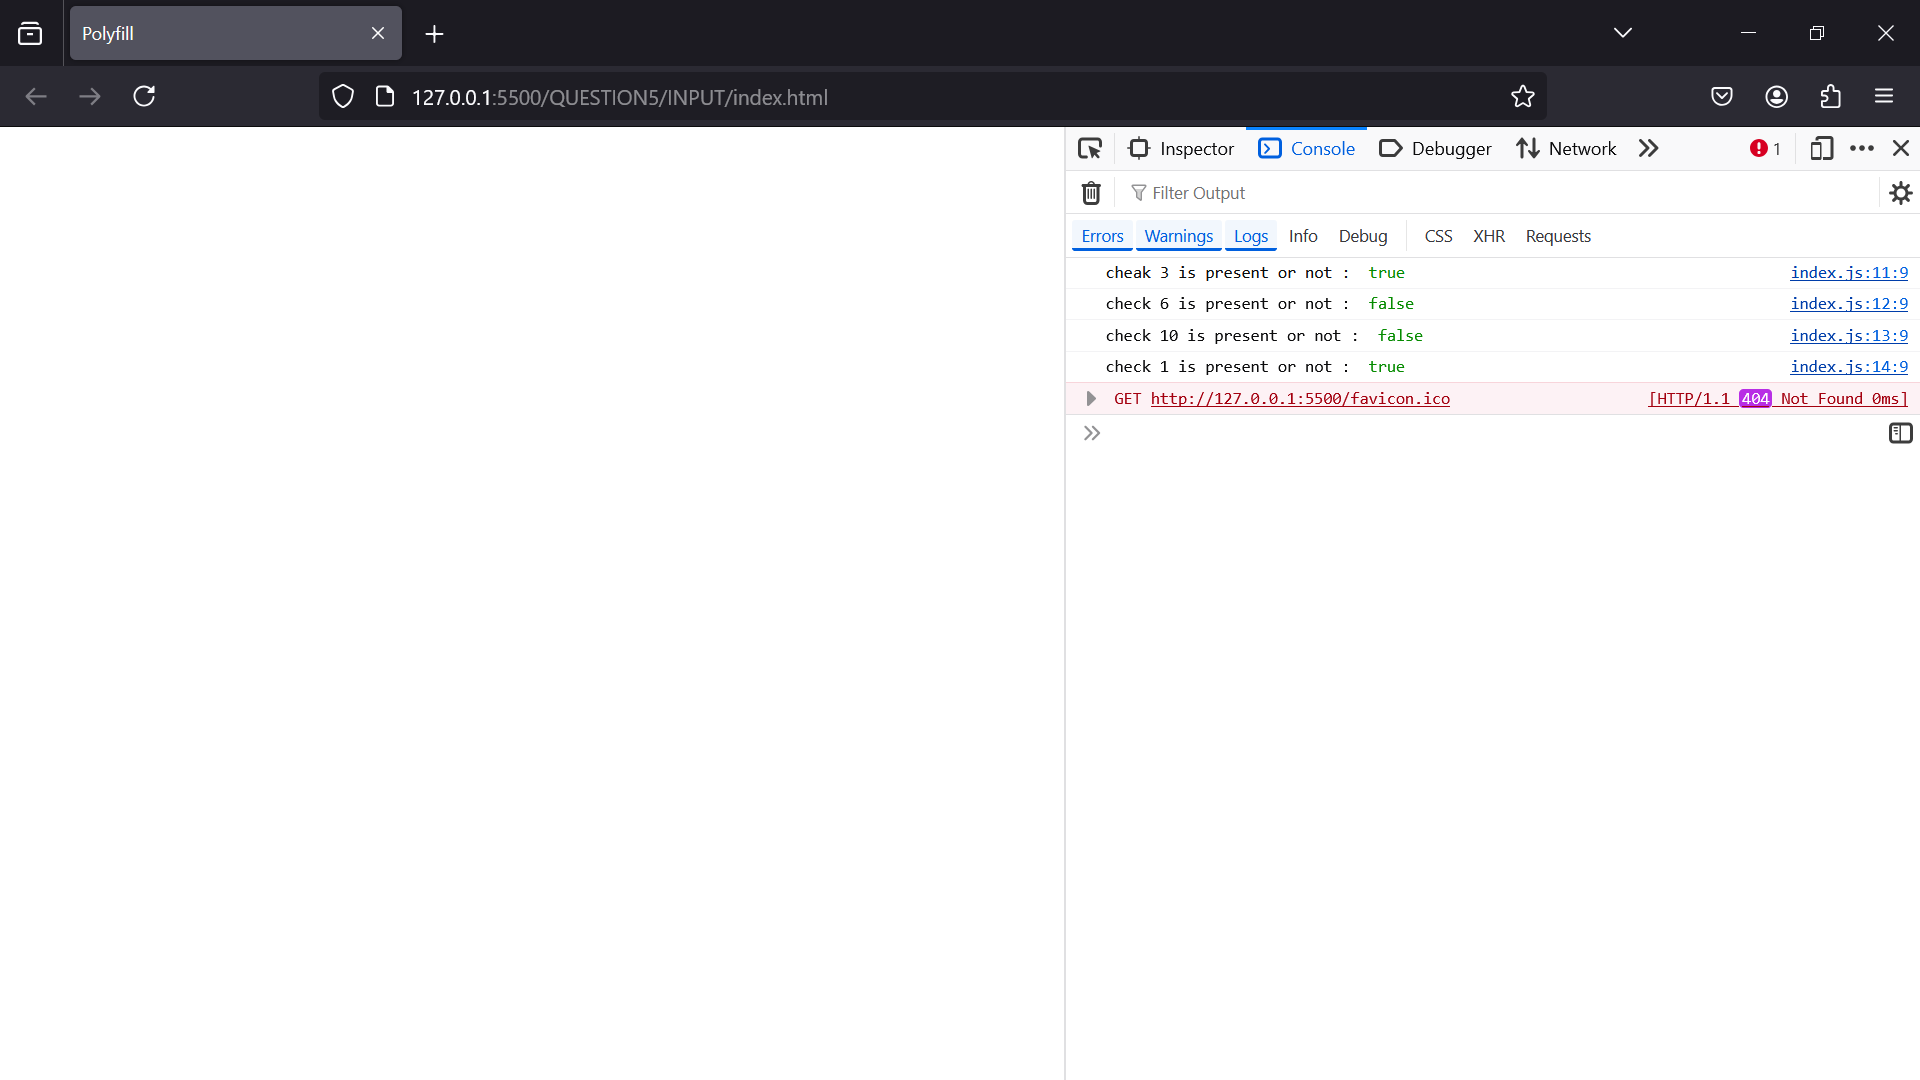 Polyfill
127.0.0.1:5500/QUESTION5/INPUT/index.html
Inspector Console Debugger Network 1
Filter Output
Errors Warnings Logs Info Debug CSS XHR Requests
cheak 3 is present or not : true index.js:11:9
check 6 is present or not : false index.js:12:9
check 10 is present or not : false index.js:13:9
check 1 is present or not : true index.js:14:9
GET http://127.0.0.1:5500/favicon.ico [HTTP/1.1 404 Not Found 0ms]